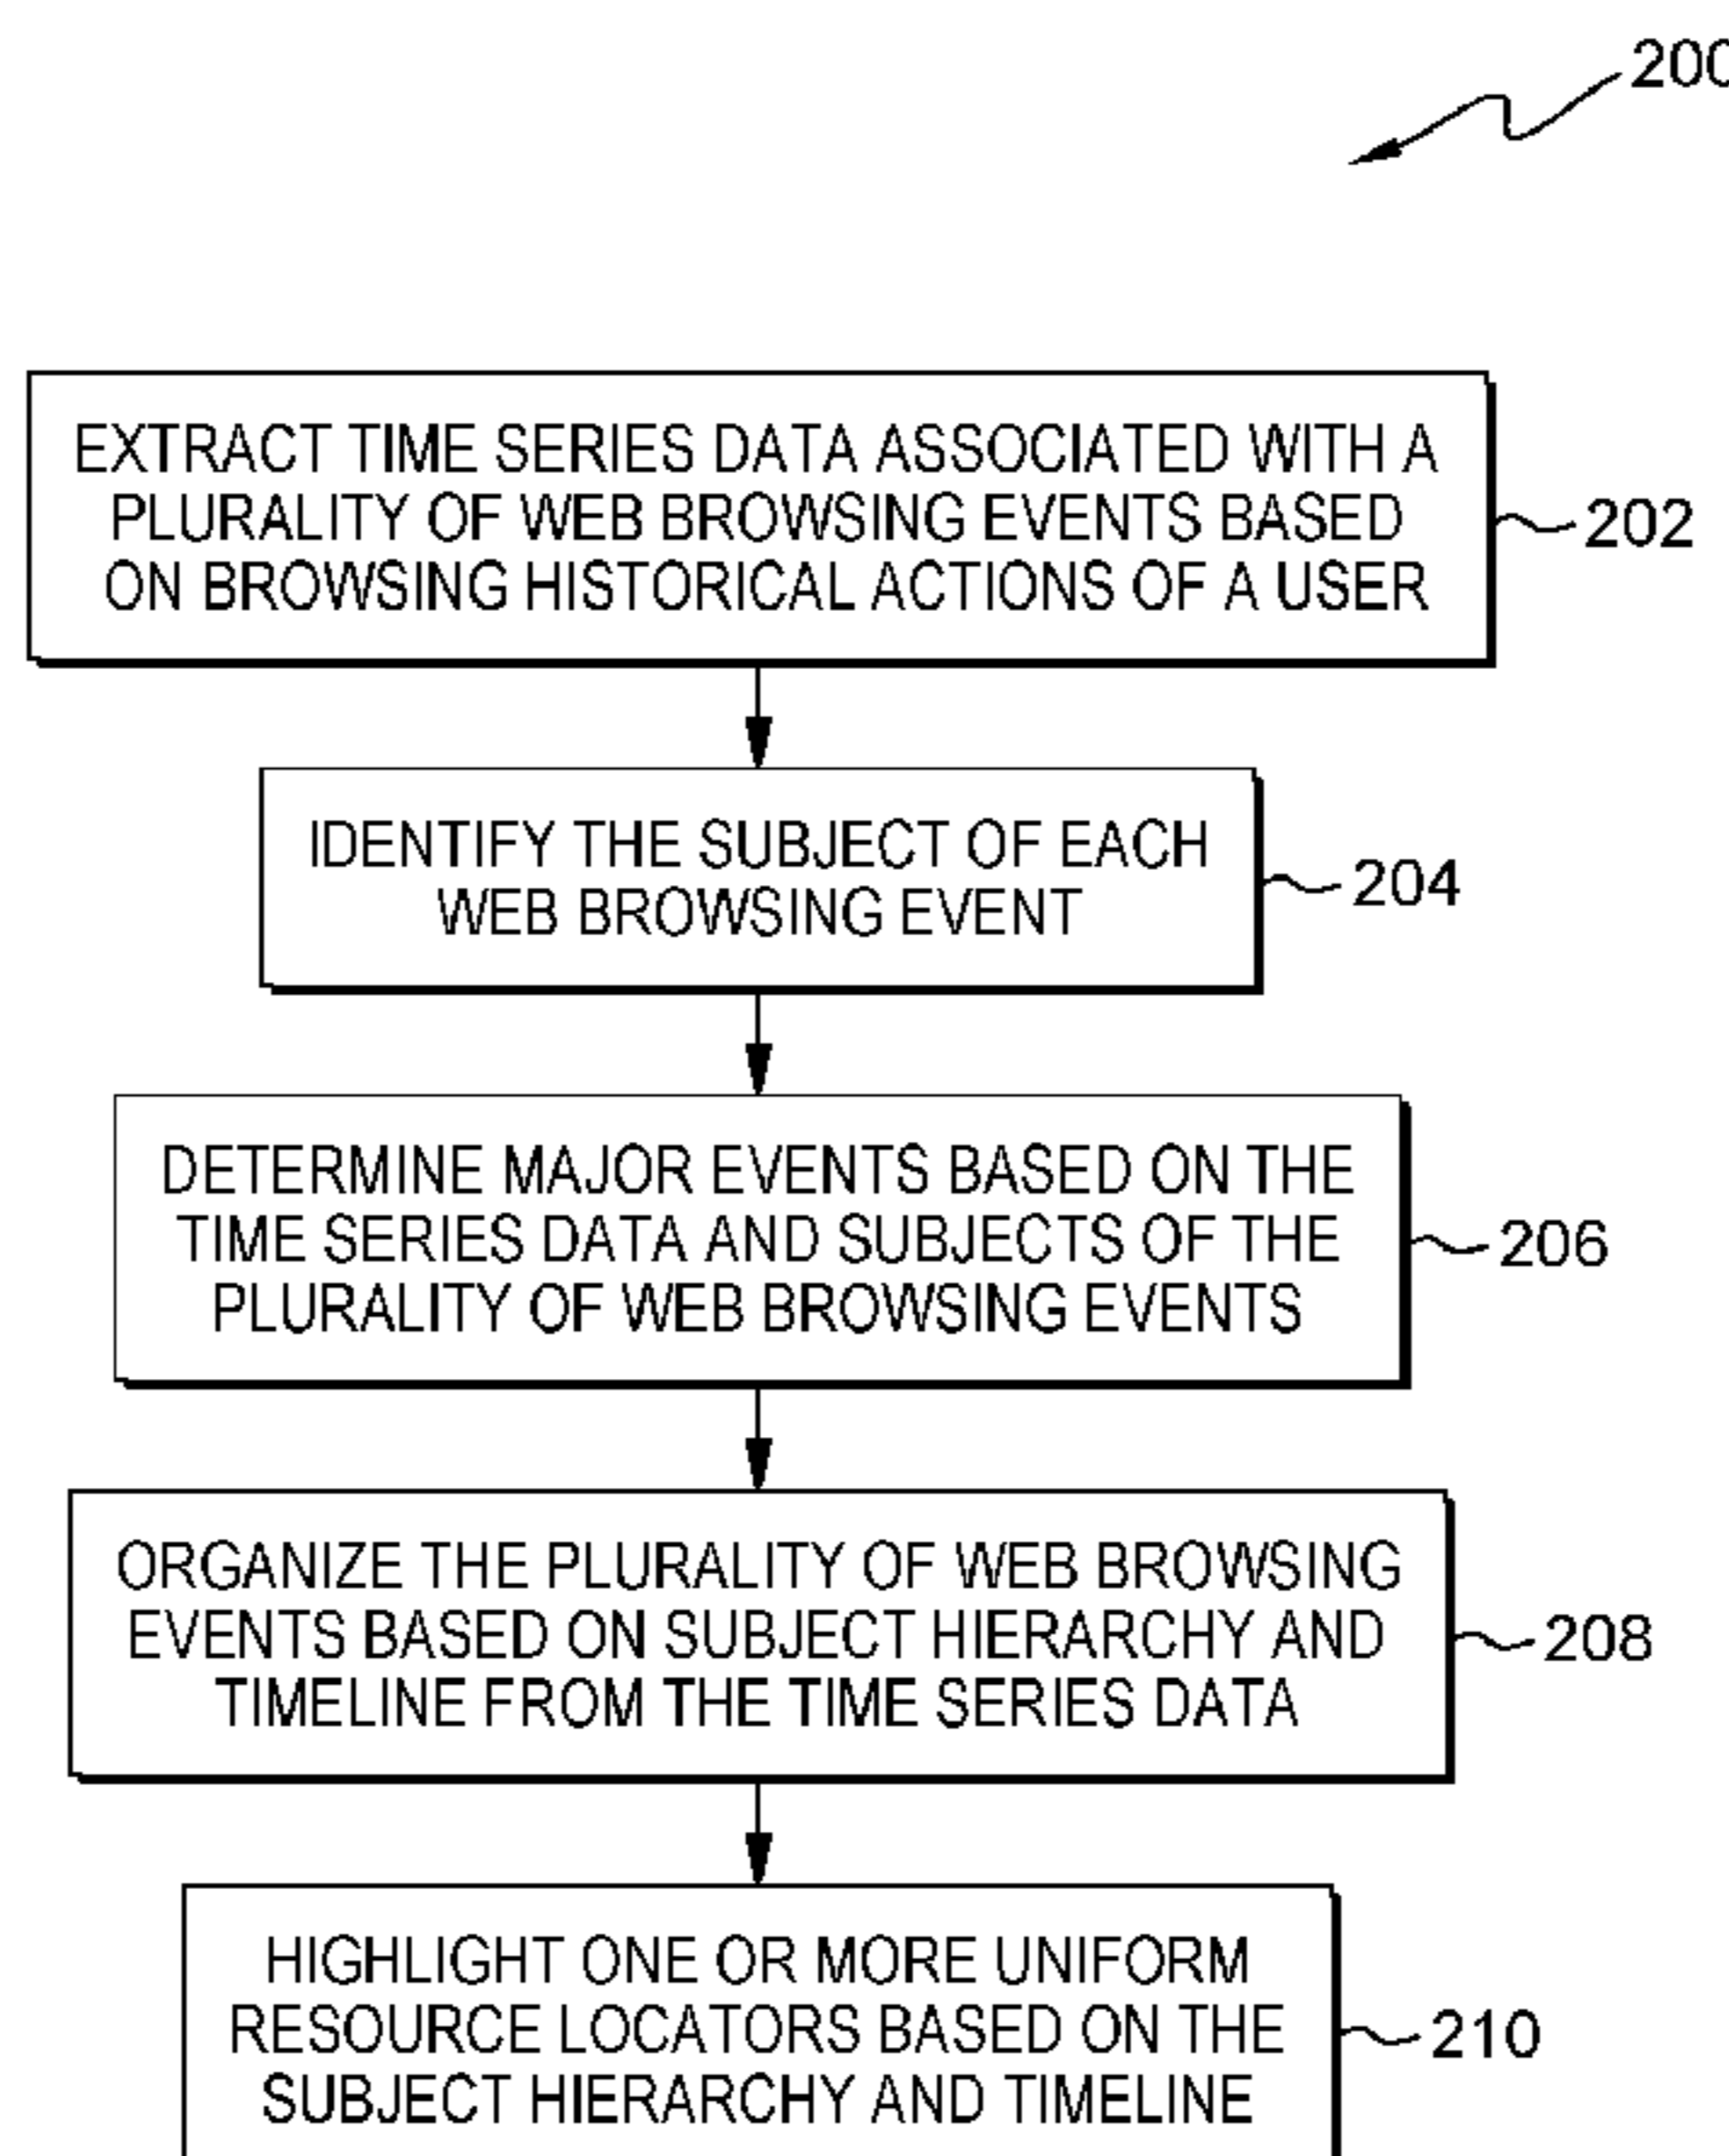 200
EXTRACT TIME SERIES DATA ASSOCIATED WITH A
PLURALITY OF WEB BROWSING EVENTS BASED
ON BROWSING HISTORICAL ACTIONS OF A USER
202
IDENTIFY THE SUBJECT OF EACH
WEB BROWSING EVENT
204
DETERMINE MAJOR EVENTS BASED ON THE
TIME SERIES DATA AND SUBJECTS OF THE
PLURALITY OF WEB BROWSING EVENTS
206
ORGANIZE THE PLURALITY OF WEB BROWSING
EVENTS BASED ON SUBJECT HIERARCHY AND
TIMELINE FROM THE TIME SERIES DATA
208
HIGHLIGHT ONE OR MORE UNIFORM
RESOURCE LOCATORS BASED ON THE
SUBJECT HIERARCHY AND TIMELINE
210